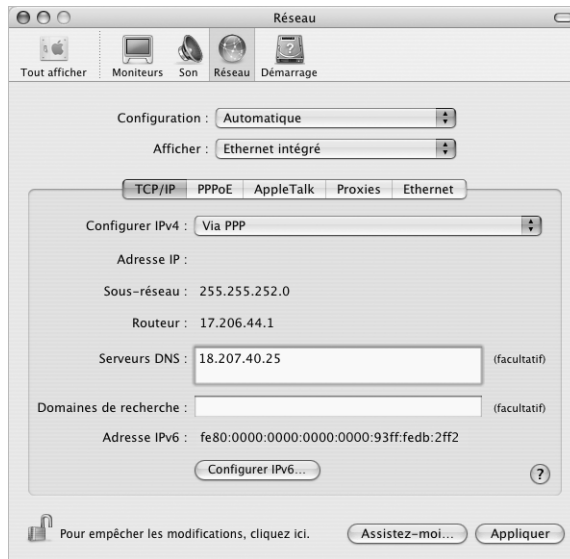 Réseau
Tout afficher Moniteurs Son Réseau Démarrage
Configuration : Automatique
Afficher : Ethernet intégré
TCP/IP PPPoE AppleTalk Proxies Ethernet
Configurer IPv4 : Via PPP
Adresse IP :
Sous-réseau : 255.255.252.0
Routeur : 17.206.44.1
Serveurs DNS : 18.207.40.25 (facultatif)
Domaines de recherche : (facultatif)
Adresse IPv6 : fe80:0000:0000:0000:0000:93ff:fedb:2ff2
Configurer IPv6... ?
Pour empêcher les modifications, cliquez ici. Assistez-moi... Appliquer